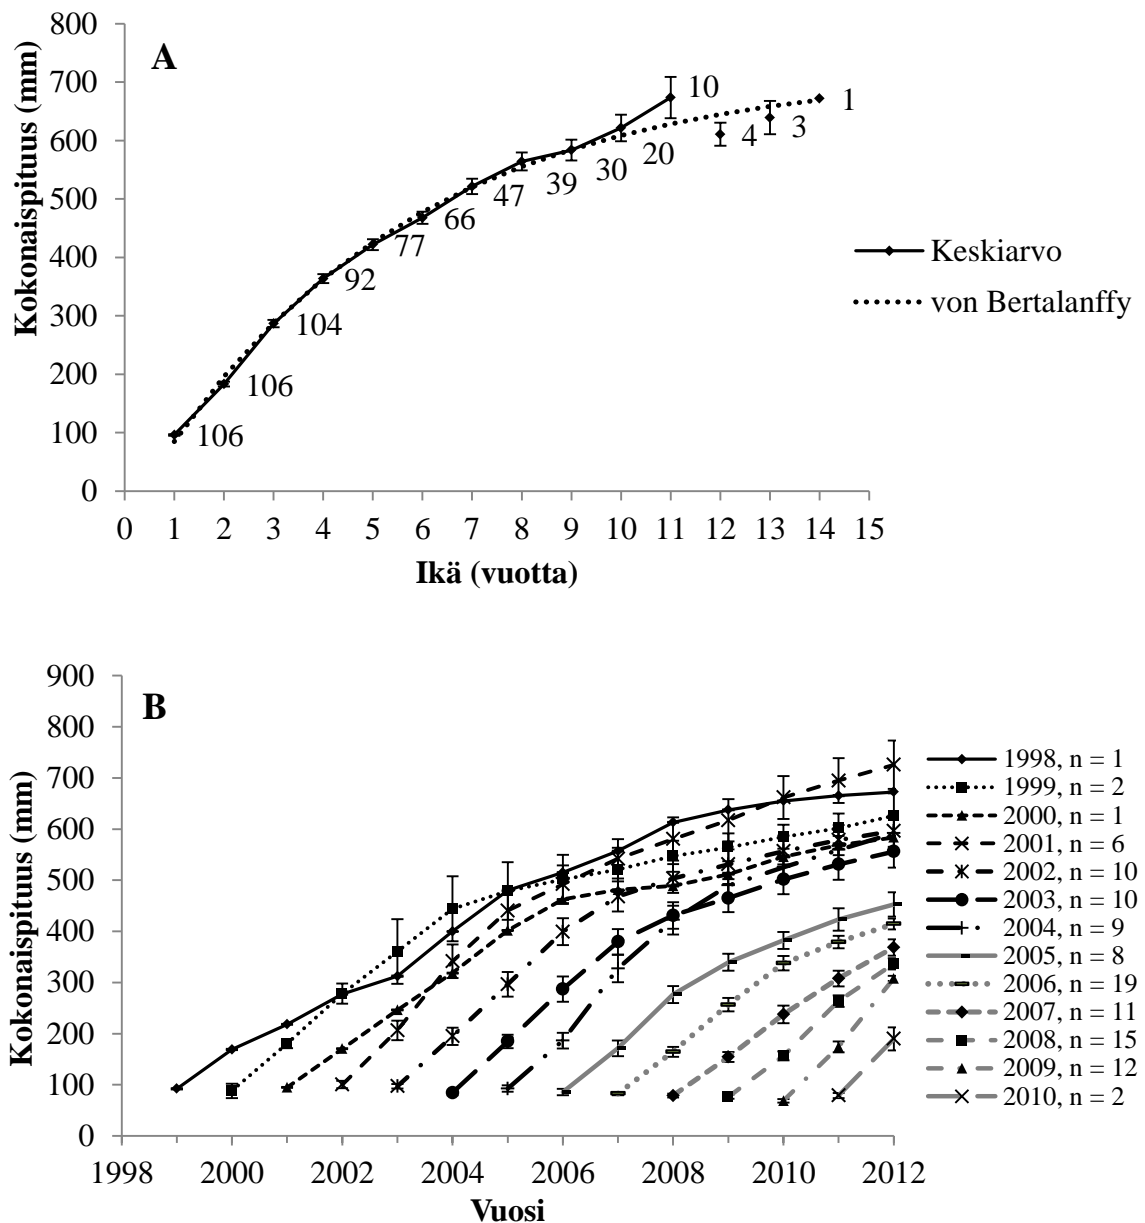 A
Kokonaispituus (mm)
800
700
600
500
400
300
200
100
0
106
106
104
92
77
66
47
39
30
20
10
4
3
1
0 1 2 3 4 5 6 7 8 9 10 11 12 13 14 15
Ikä (vuotta)
Keskiarvo
von Bertalanffy
B
Kokonaispituus (mm)
900
800
700
600
500
400
300
200
100
0
1998 2000 2002 2004 2006 2008 2010 2012
Vuosi
1998, n = 1
1999, n = 2
2000, n = 1
2001, n = 6
2002, n = 10
2003, n = 10
2004, n = 9
2005, n = 8
2006, n = 19
2007, n = 11
2008, n = 15
2009, n = 12
2010, n = 2